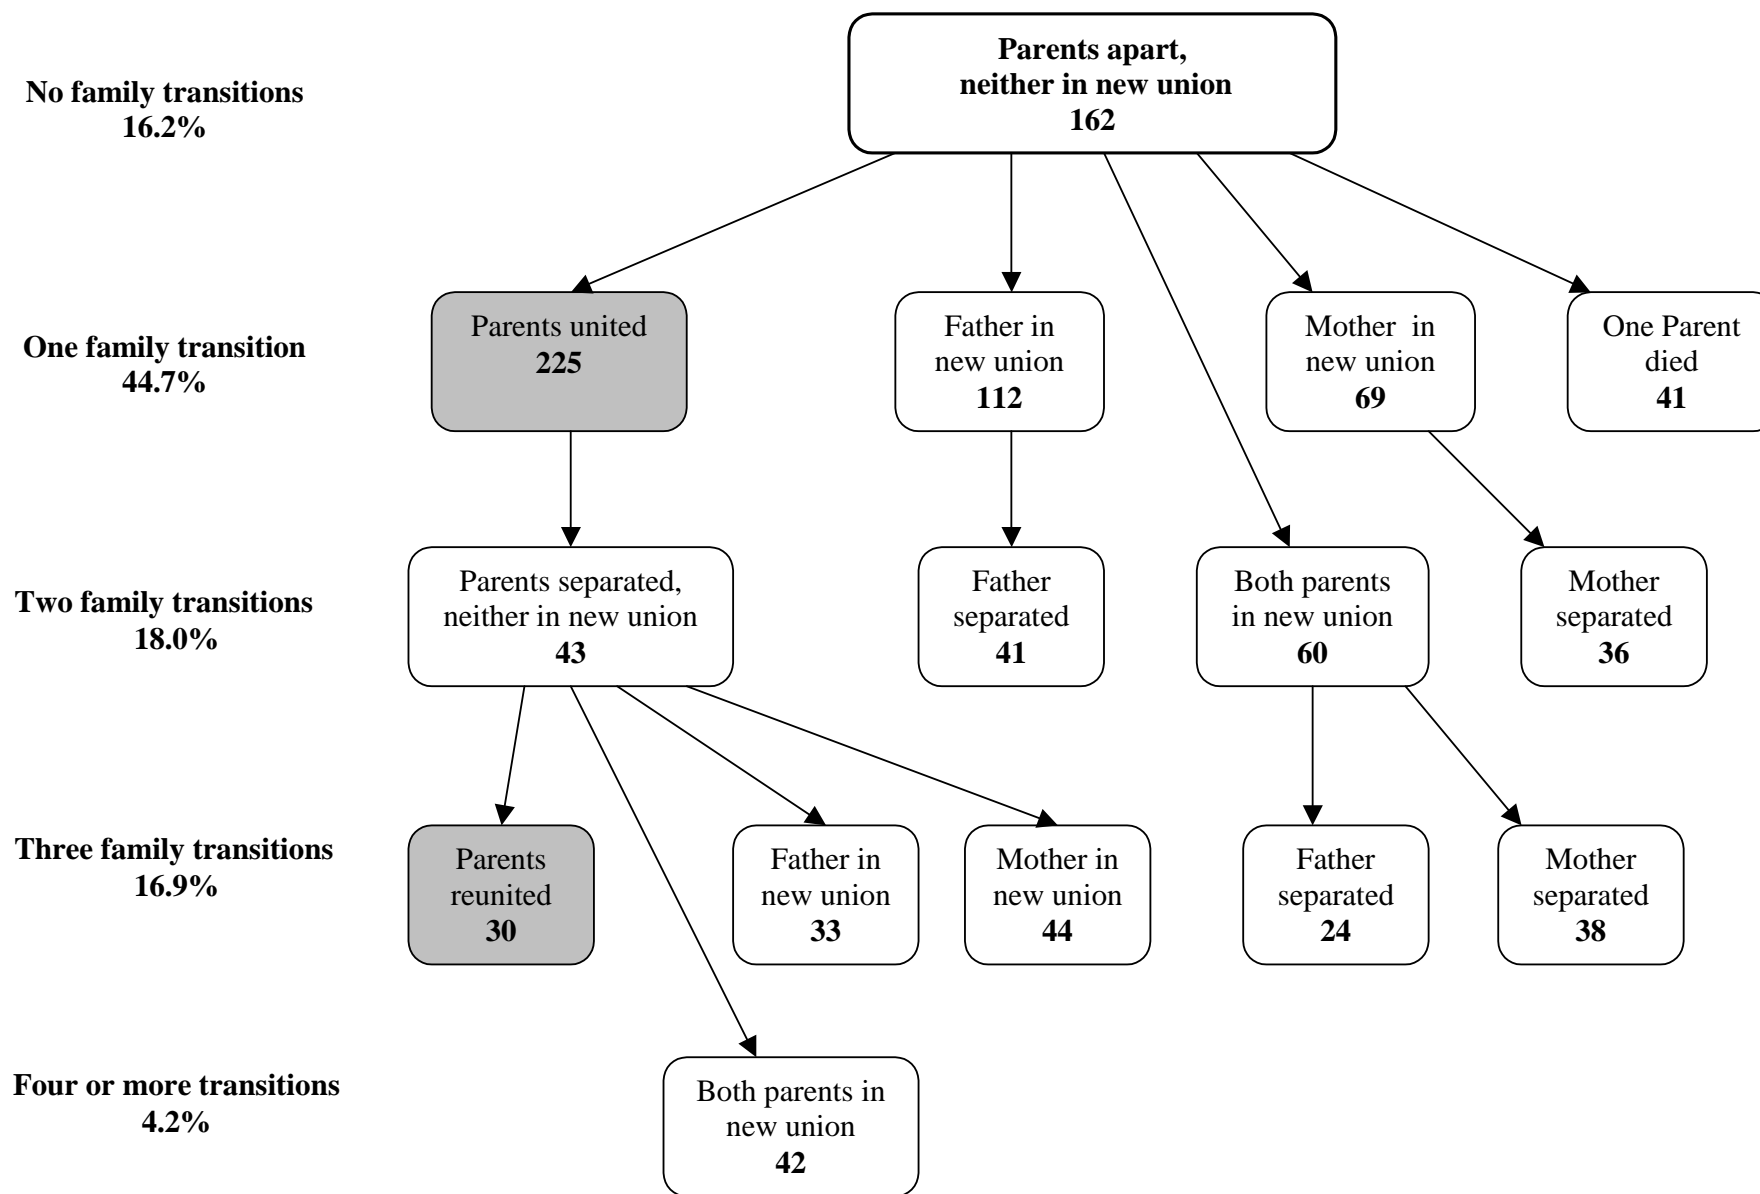 No family transitions
16.2%
Parents apart,
neither in new union
162
One family transition
44.7%
Parents united
225
Father in
new union
112
Mother in
new union
69
One Parent
died
41
Two family transitions
18.0%
Parents separated,
neither in new union
43
Father
separated
41
Both parents
in new union
60
Mother
separated
36
Three family transitions
16.9%
Parents
reunited
30
Father in
new union
33
Mother in
new union
44
Father
separated
24
Mother
separated
38
Four or more transitions
4.2%
Both parents in
new union
42